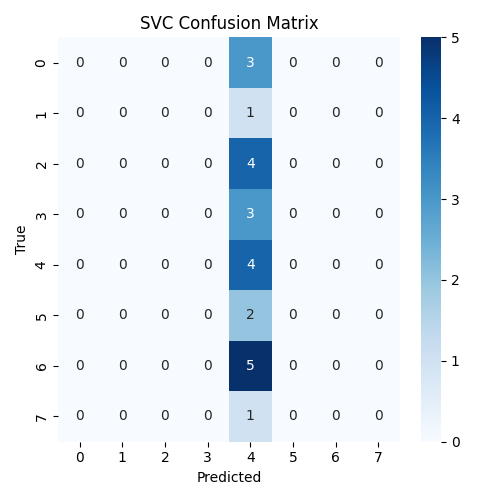 SVC Confusion Matrix
0 0 0 0 0 3 0 0 0
1 0 0 0 0 1 0 0 0
2 0 0 0 0 4 0 0 0
3 0 0 0 0 3 0 0 0
4 0 0 0 0 4 0 0 0
5 0 0 0 0 2 0 0 0
6 0 0 0 0 5 0 0 0
7 0 0 0 0 1 0 0 0
0 1 2 3 4 5 6 7
True
Predicted
5
4
3
2
1
0